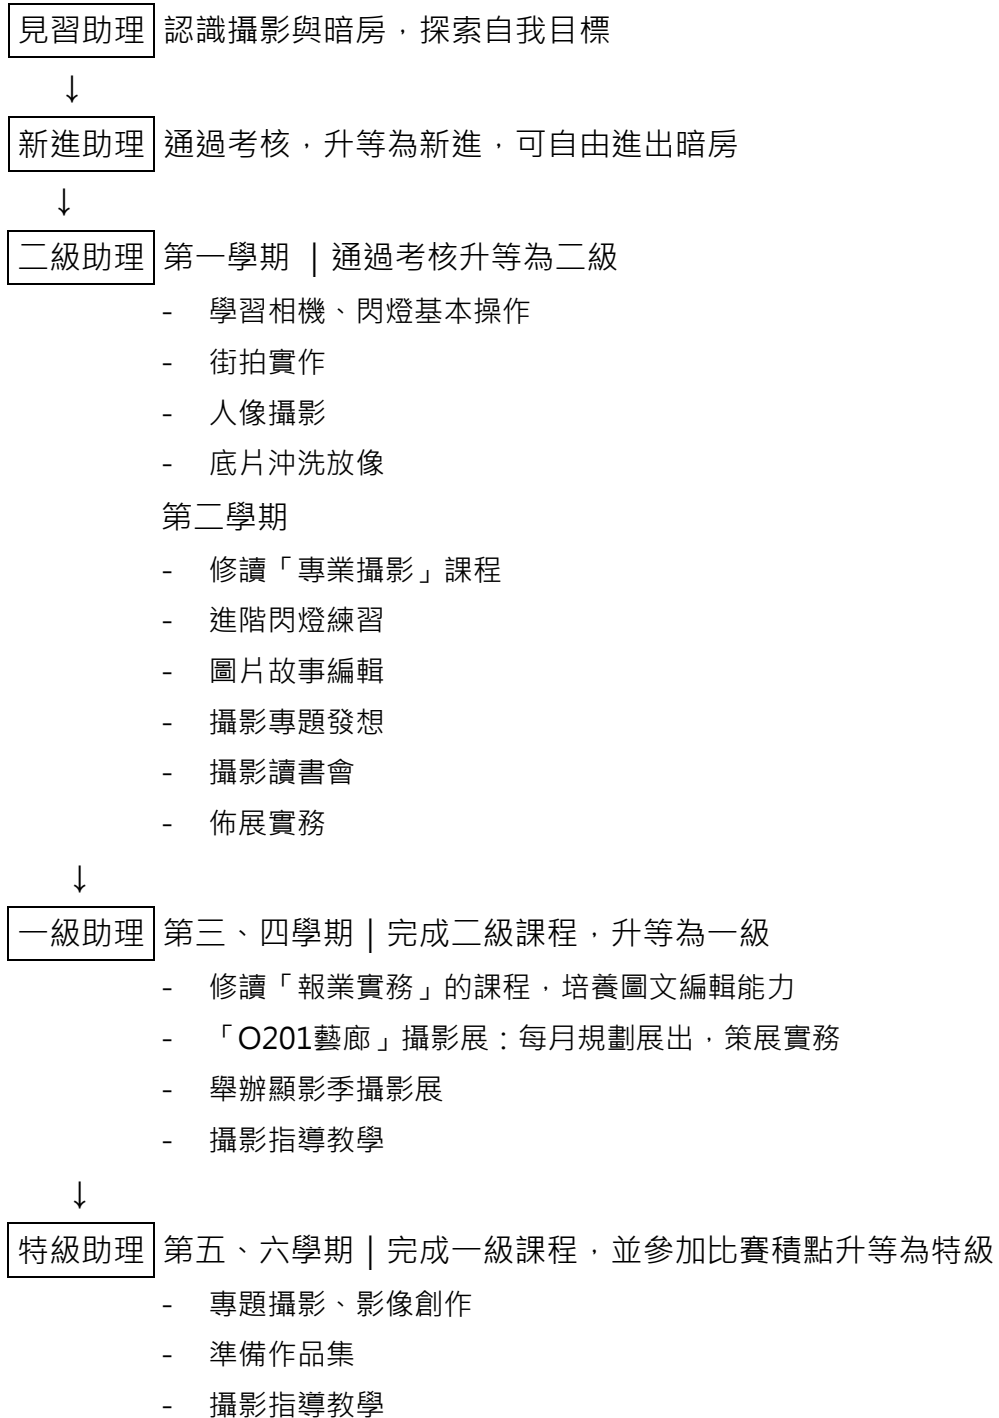 見習助理 認識攝影與暗房，探索自我目標
↓
新進助理 通過考核，升等為新進，可自由進出暗房
↓
二級助理 第一學期 | 通過考核升等為二級
- 學習相機、閃燈基本操作
- 街拍實作
- 人像攝影
- 底片沖洗放像
第二學期
- 修讀「專業攝影」課程
- 進階閃燈練習
- 圖片故事編輯
- 攝影專題發想
- 攝影讀書會
- 佈展實務
↓
一級助理 第三、四學期 | 完成二級課程，升等為一級
- 修讀「報業實務」的課程，培養圖文編輯能力
- 「O201藝廊」攝影展：每月規劃展出，策展實務
- 舉辦顯影季攝影展
- 攝影指導教學
↓
特級助理 第五、六學期 | 完成一級課程，並參加比賽積點升等為特級
- 專題攝影、影像創作
- 準備作品集
- 攝影指導教學